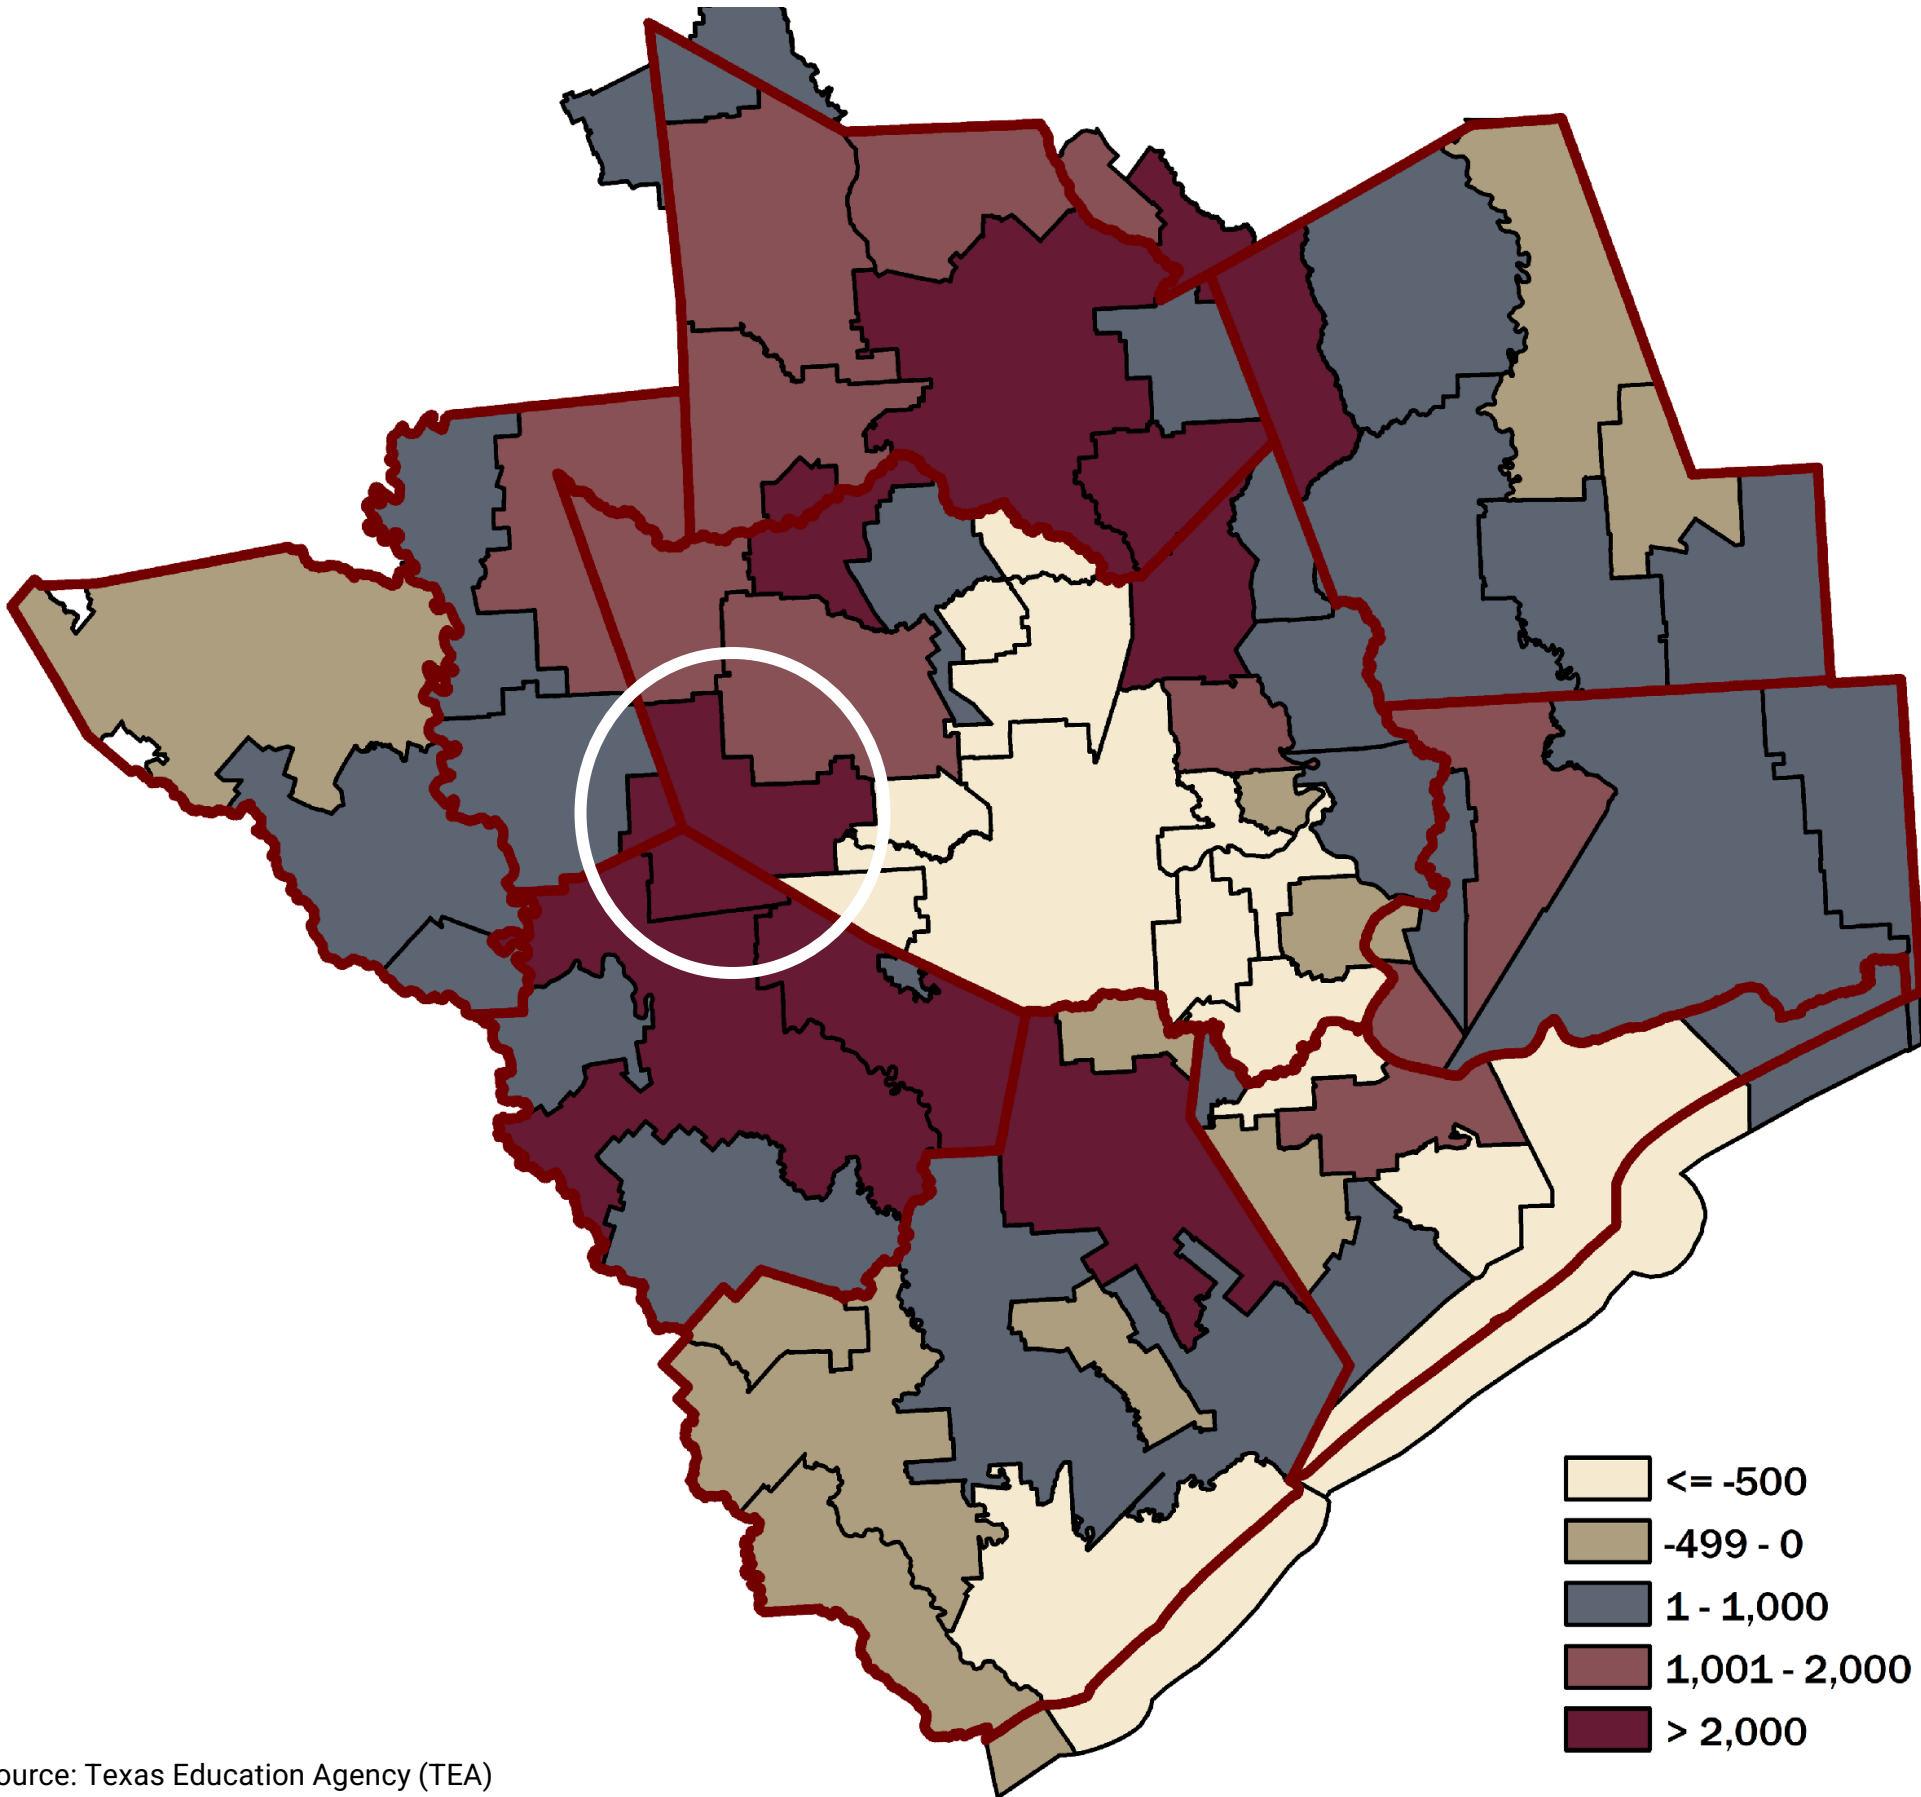 <= -500
-499 - 0
1 - 1,000
1,001 - 2,000
> 2,000
ource: Texas Education Agency (TEA)